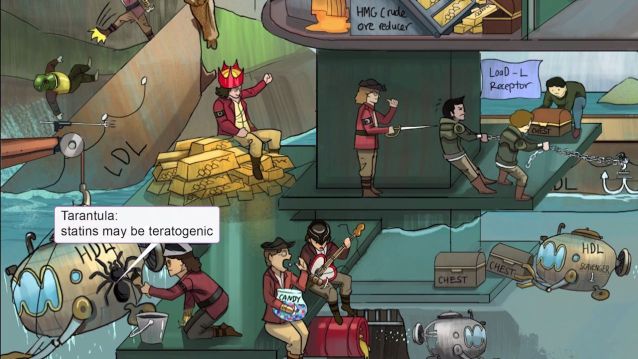 HMG Crude
ore reducer
LoaD-L
Receptor
CHEST
LDL
DL
Tarantula:
statins may be teratogenic
HDL
HDL
SCAVENGER
CHEST
CHEST
CANDY